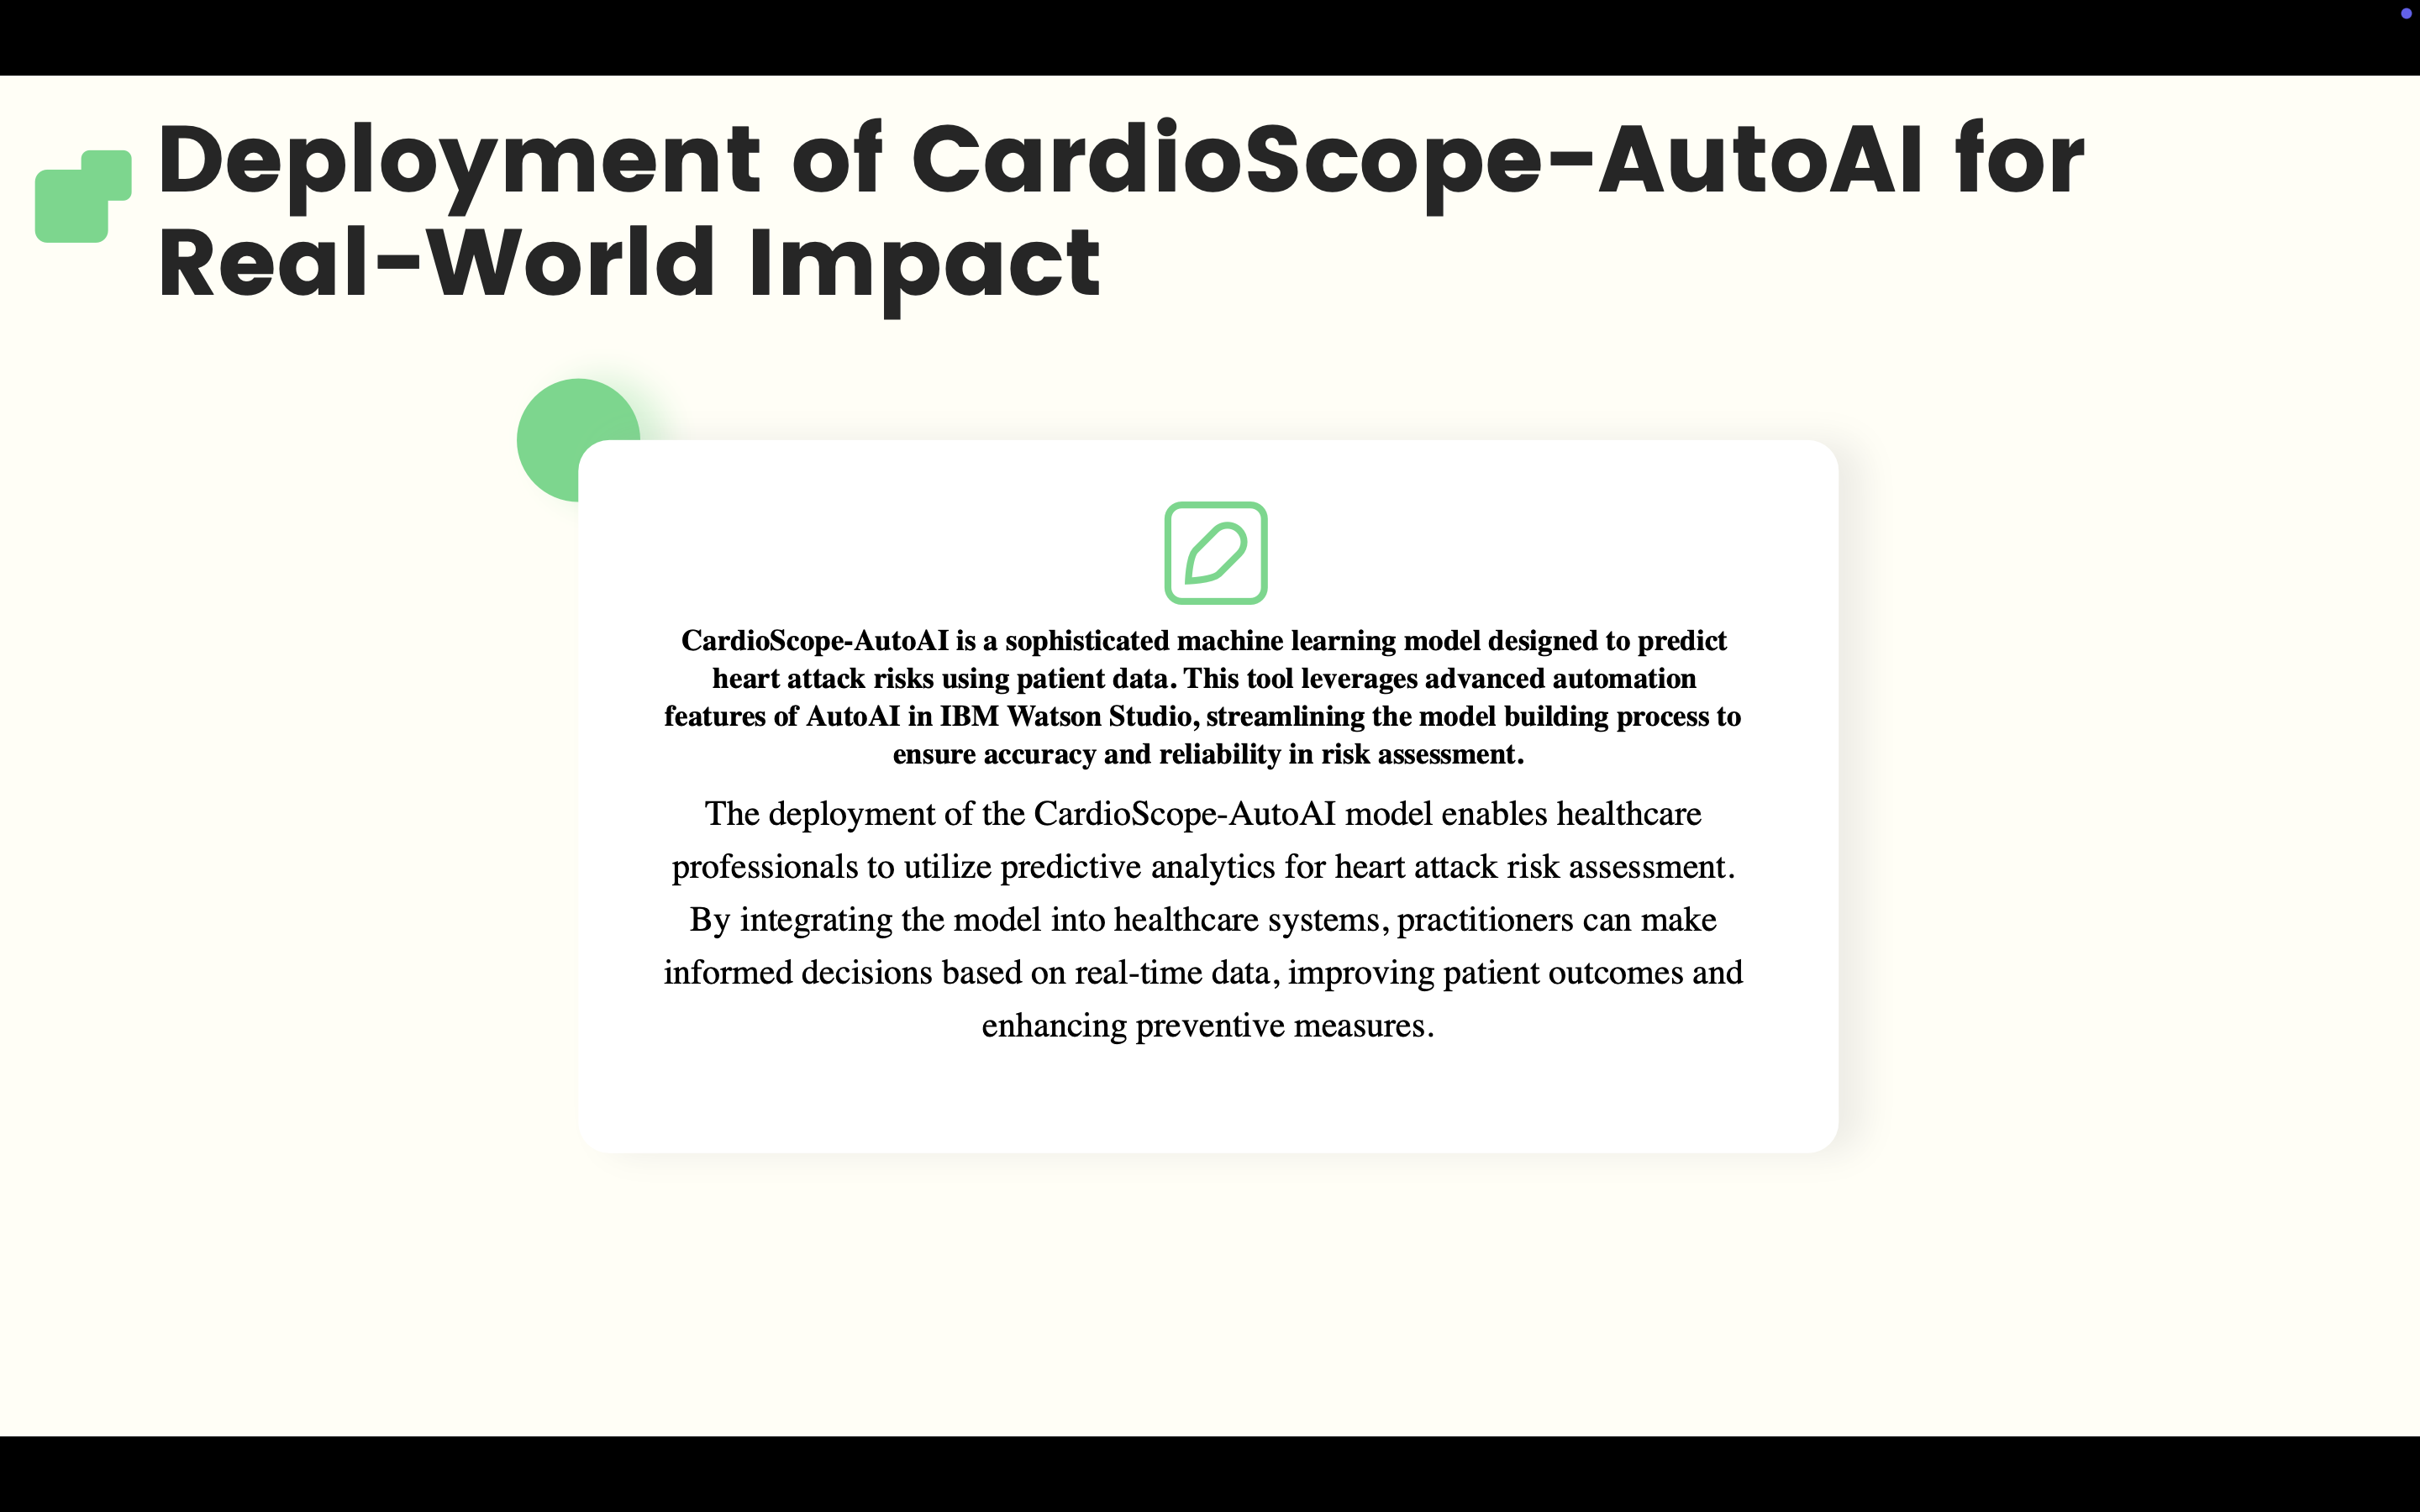 Deployment of CardioScope-AutoAI for
Real-World Impact
CardioScope-AutoAI is a sophisticated machine learning model designed to predict
heart attack risks using patient data. This tool leverages advanced automation
features of AutoAI in IBM Watson Studio, streamlining the model building process to
ensure accuracy and reliability in risk assessment.
The deployment of the CardioScope-AutoAI model enables healthcare
professionals to utilize predictive analytics for heart attack risk assessment.
By integrating the model into healthcare systems, practitioners can make
informed decisions based on real-time data, improving patient outcomes and
enhancing preventive measures.